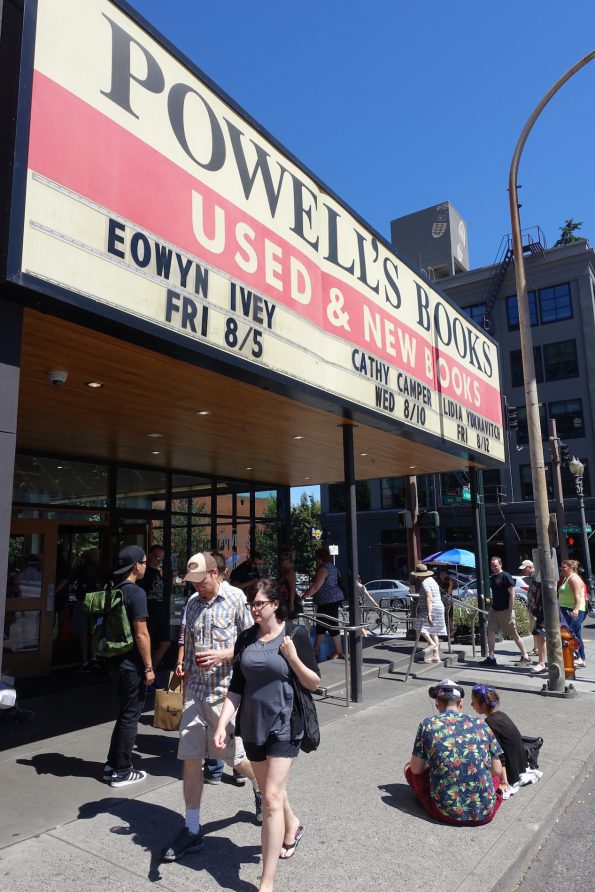 POWELL'S BOOKS
USED & NEW BOOKS
EOWYN IVEY
FRI 8/5
CATHY CAMPER
WED 8/10
LIDIA YUKNAVITCH
FRI 8/12